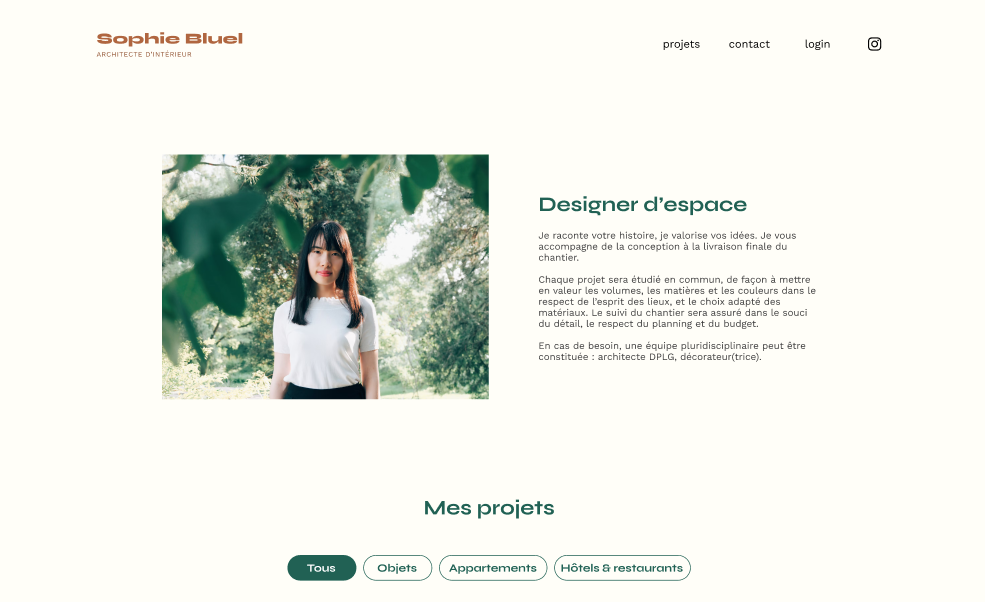 Sophie Bluel
ARCHITECTE D'INTÉRIEUR
projets contact login
Designer d'espace
Je raconte votre histoire, je valorise vos idées. Je vous
accompagne de la conception à la livraison finale du
chantier.
Chaque projet sera étudié en commun, de façon à mettre
en valeur les volumes, les matières et les couleurs dans le
respect de l'esprit des lieux, et le choix adapté des
matériaux. Le suivi du chantier sera assuré dans le souci
du détail, le respect du planning et du budget.
En cas de besoin, une équipe pluridisciplinaire peut être
constituée : architecte DPLG, décorateur(trice).
Mes projets
Tous Objets Appartements Hôtels & restaurants